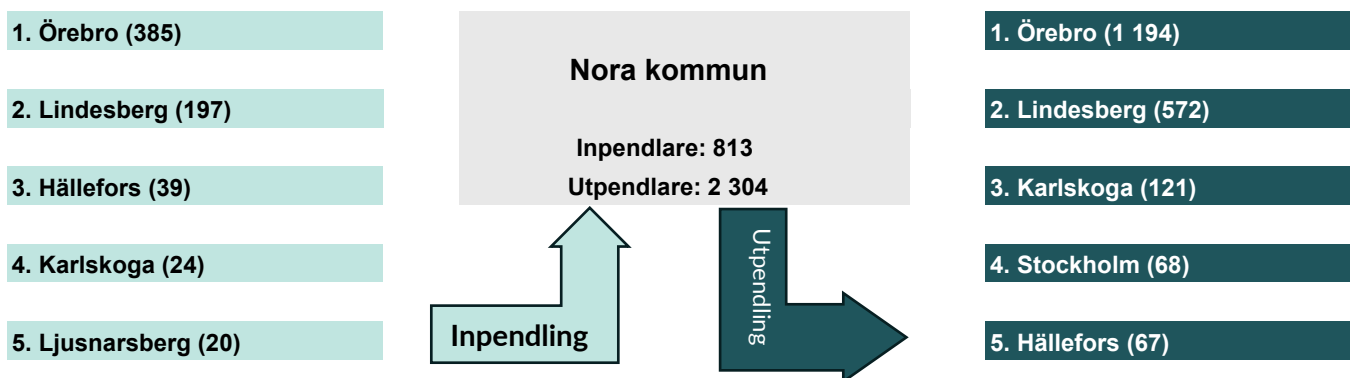 1. Örebro (385)
2. Lindesberg (197)
3. Hällefors (39)
4. Karlskoga (24)
5. Ljusnarsberg (20)
Nora kommun
Inpendlare: 813
Utpendlare: 2 304
Inpendling
Utpendling
1. Örebro (1 194)
2. Lindesberg (572)
3. Karlskoga (121)
4. Stockholm (68)
5. Hällefors (67)